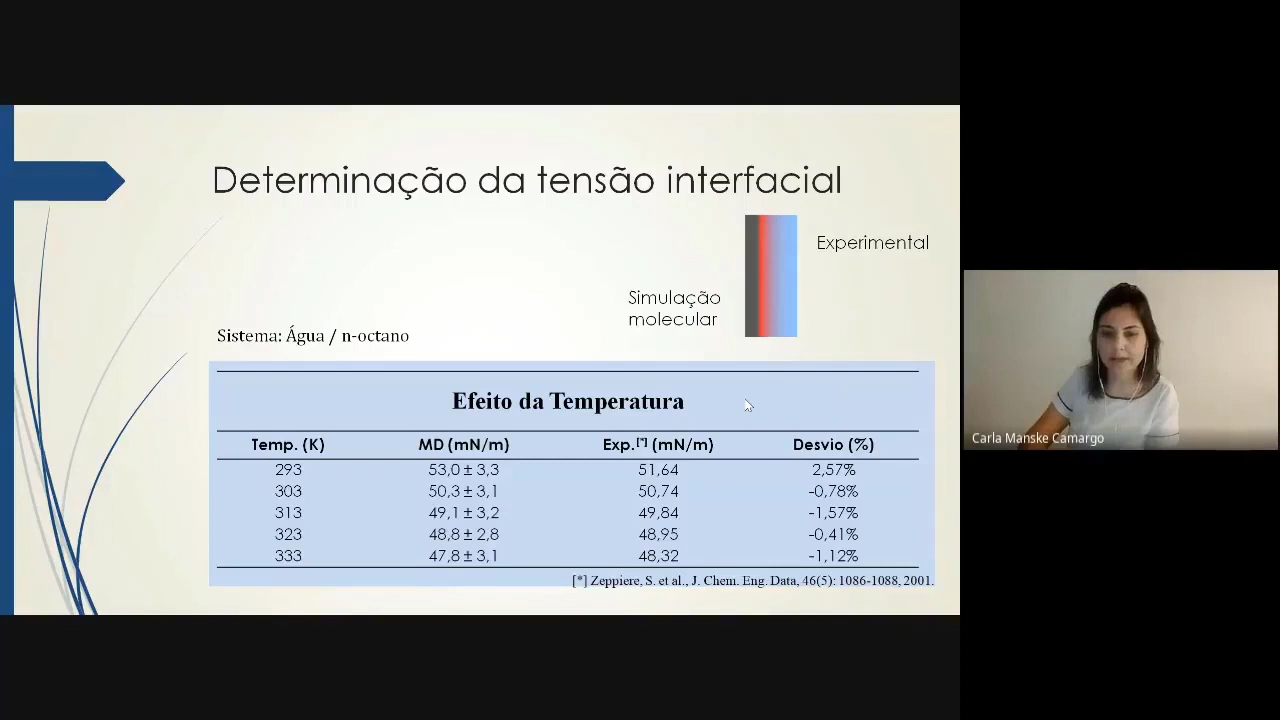 Determinação da tensão interfacial
Experimental
Simulação
molecular
Sistema: Água / n-octano
Efeito da Temperatura
Temp. (K) MD (mN/m) Exp.[*] (mN/m) Desvio (%)
293 53,0 ± 3,3 51,64 2,57%
303 50,3 ± 3,1 50,74 -0,78%
313 49,1 ± 3,2 49,84 -1,57%
323 48,8 ± 2,8 48,95 -0,41%
333 47,8 ± 3,1 48,32 -1,12%
[*] Zeppiere, S. et al., J. Chem. Eng. Data, 46(5): 1086-1088, 2001.
Carla Manske Camargo